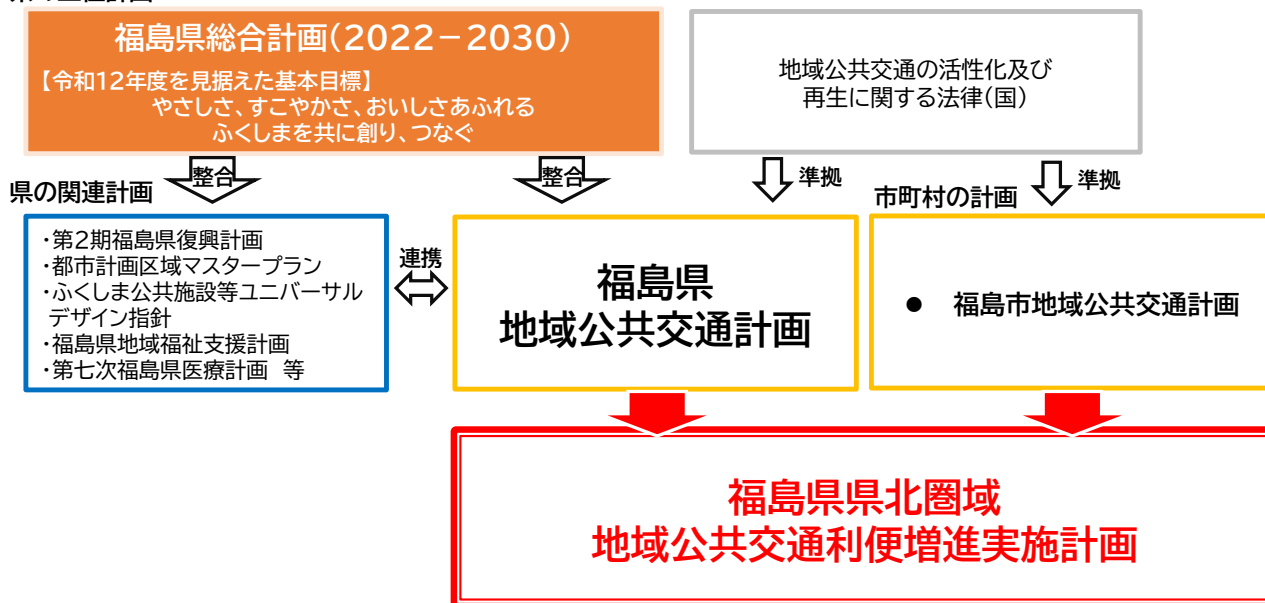 福島県総合計画(2022-2030)
【令和12年度を見据えた基本目標】
やさしさ、すこやかさ、おいしさあふれる
ふくしまを共に創り、つなぐ
地域公共交通の活性化及び
再生に関する法律(国)
整合
整合
準拠
準拠
県の関連計画
市町村の計画
・第2期福島県復興計画
・都市計画区域マスタープラン
・ふくしま公共施設等ユニバーサル
デザイン指針
・福島県地域福祉支援計画
・第七次福島県医療計画 等
連携
福島県
地域公共交通計画
● 福島市地域公共交通計画
福島県県北圏域
地域公共交通利便増進実施計画